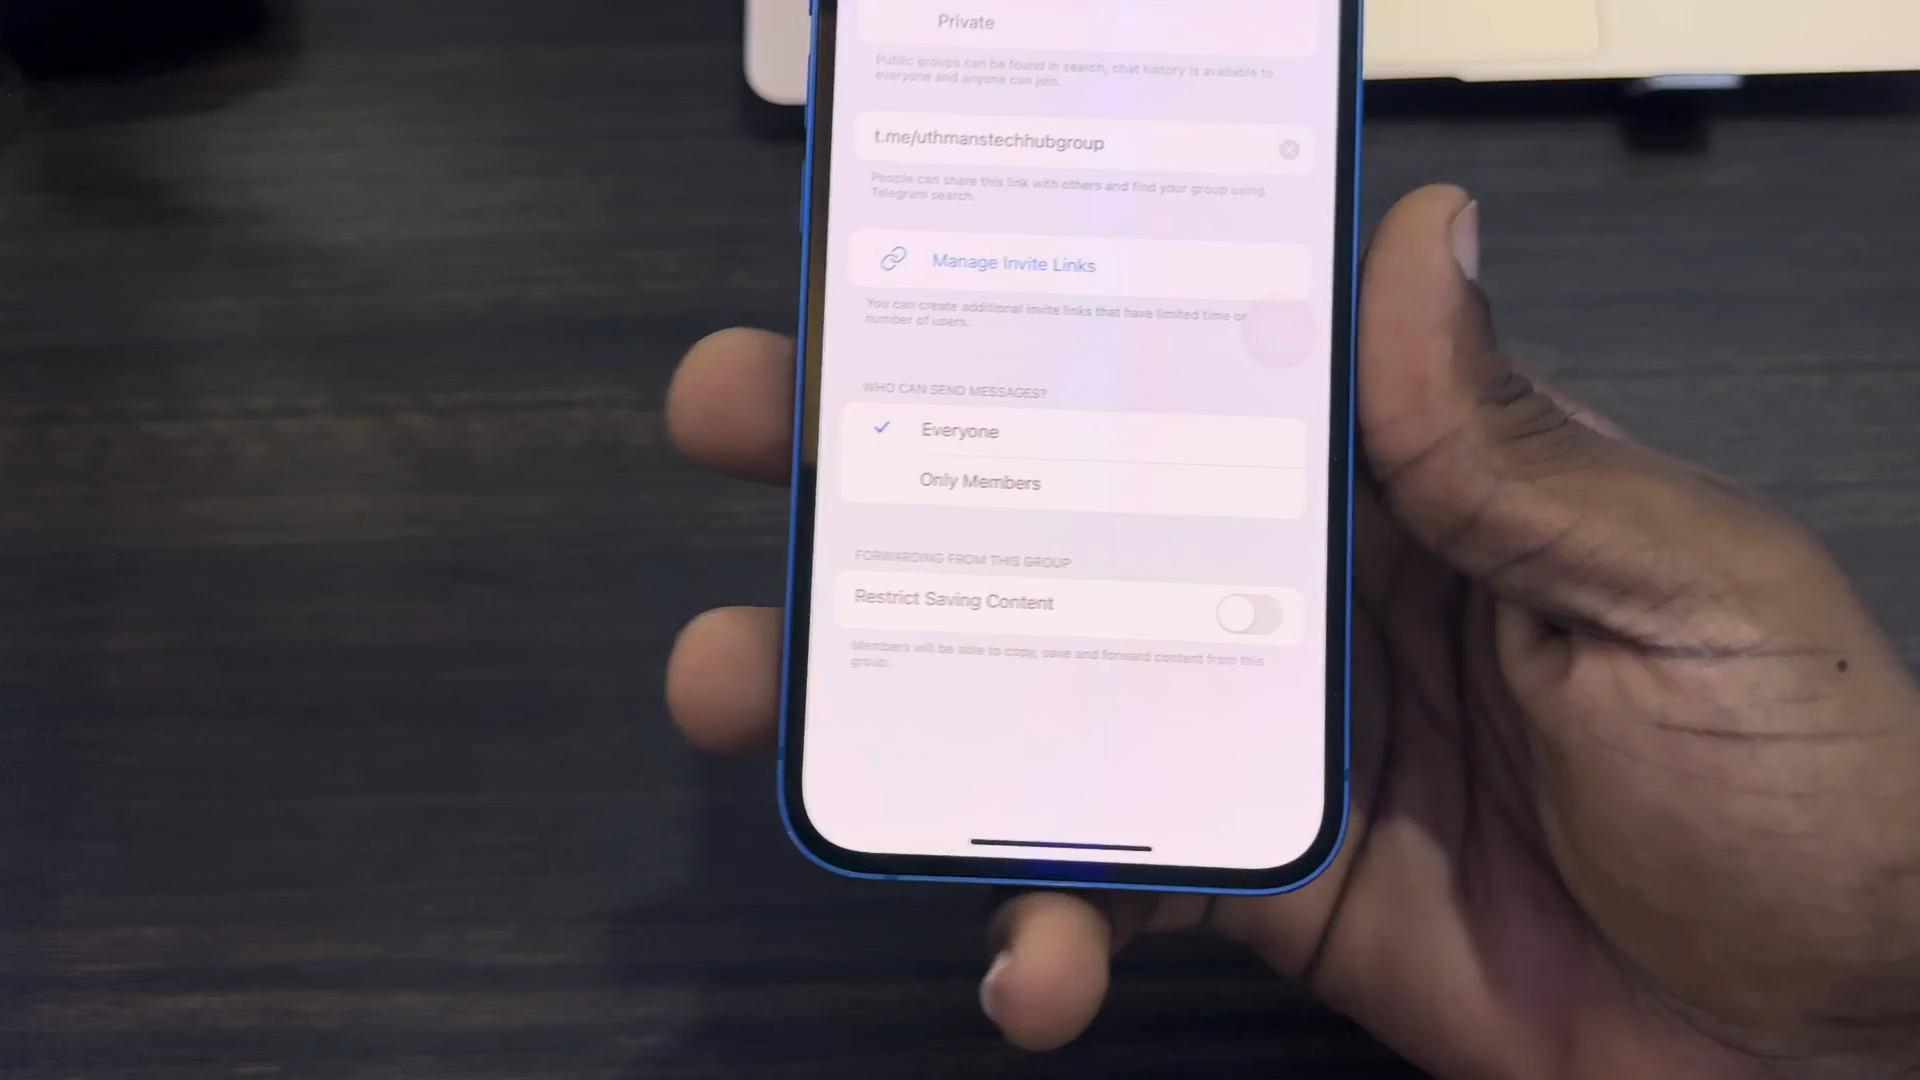 Private
Public groups can be found in search, chat history is available to
everyone and anyone can join.
t.me/uthmanstechhubgroup
People can share this link with others and find your group using
Telegram search.
Manage Invite Links
You can create additional invite links that have limited time or
number of users.
WHO CAN SEND MESSAGES?
Everyone
Only Members
FORWARDING FROM THIS GROUP
Restrict Saving Content
Members will be able to copy, save and forward content from this
group.